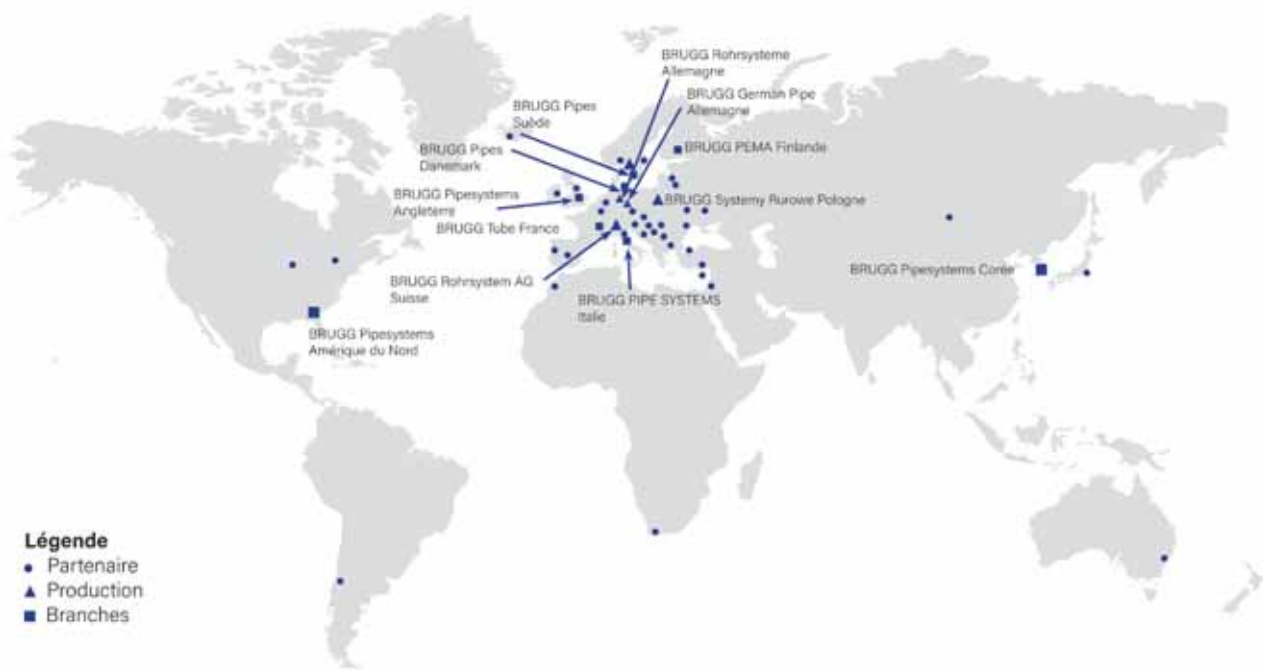 BRUGG Rohrsysteme
Allemagne
BRUGG German Pipe
Allemagne
BRUGG Pipes
Suède
BRUGG Pipes
Danemark
BRUGG PEMA Finlande
BRUGG Pipesystems
Angleterre
BRUGG Systemy Rurowe Pologne
BRUGG Tube France
BRUGG Rohrsystem AG
Suisse
BRUGG PIPE SYSTEMS
Italie
BRUGG Pipesystems Corée
BRUGG Pipesystems
Amérique du Nord
Légende
Partenaire
Production
Branches